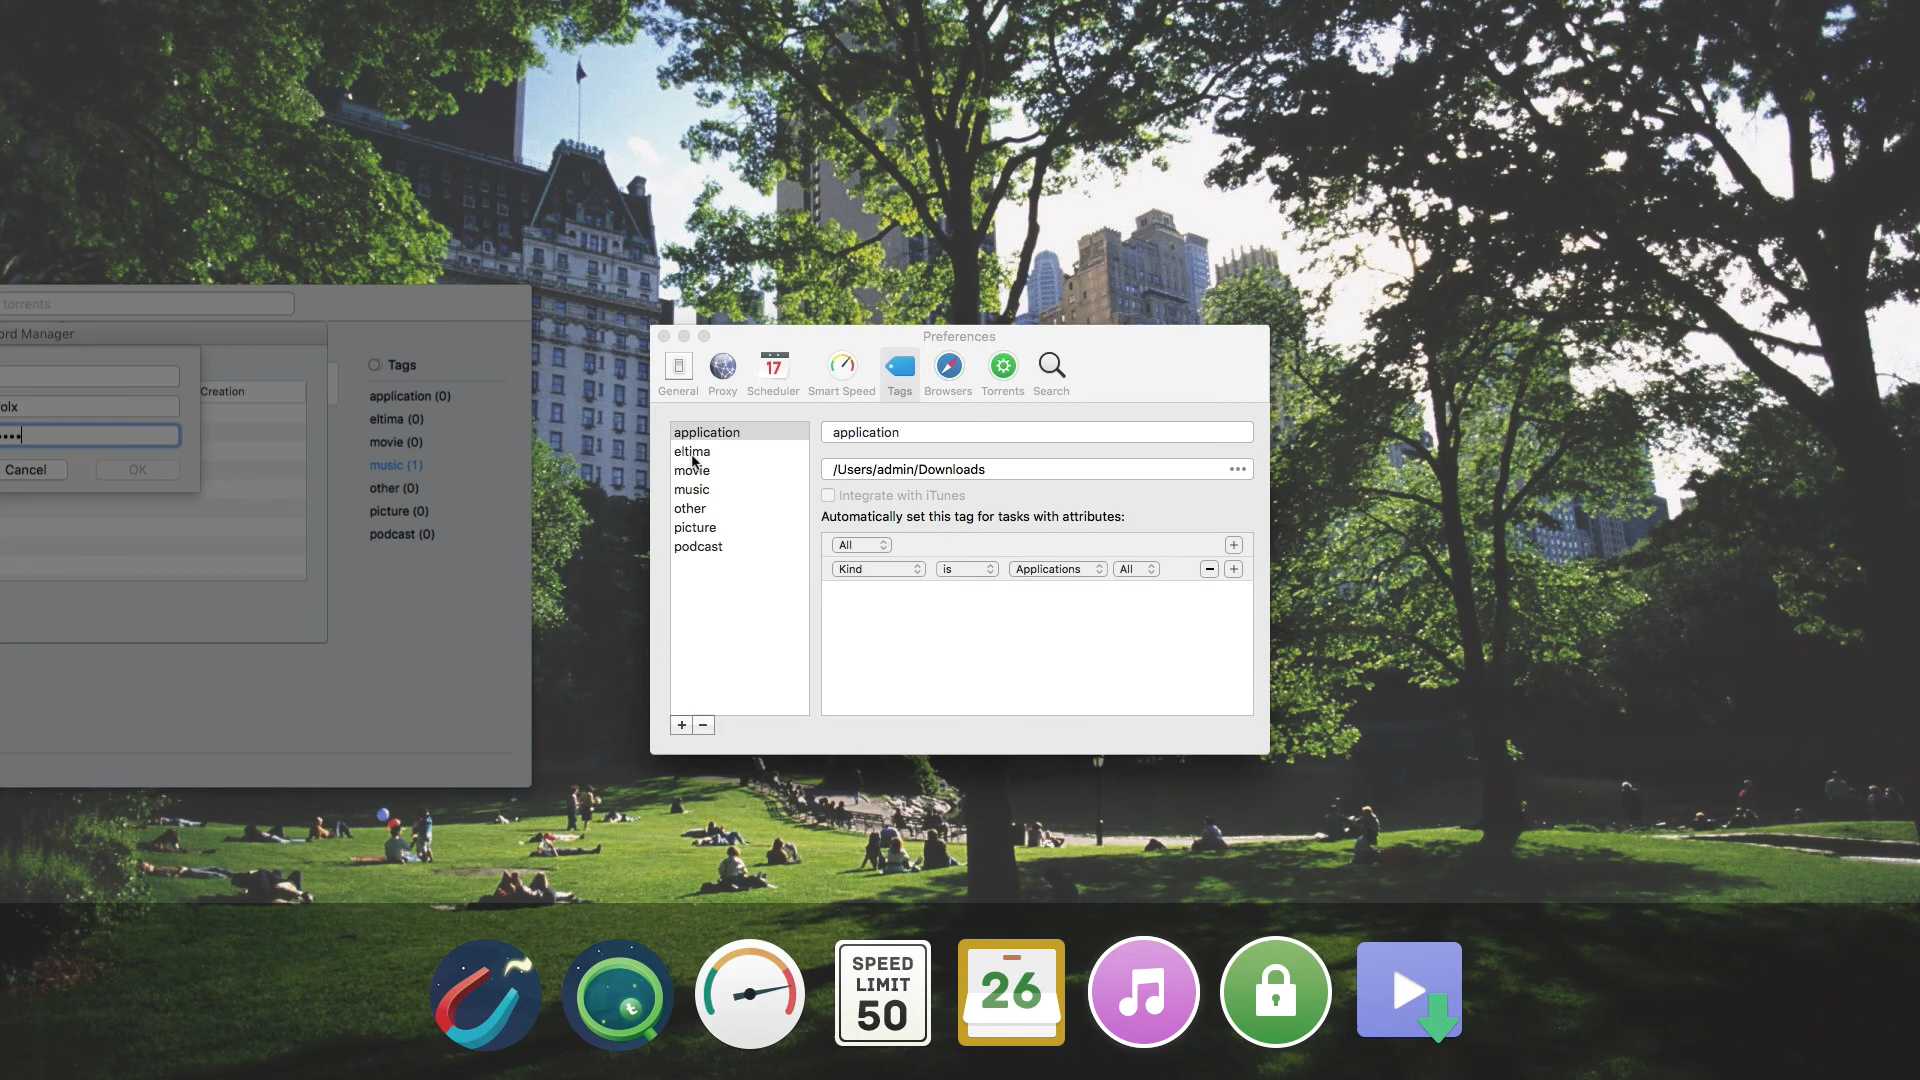 torrents
ord Manager
olx
Cancel
OK
Creation
Tags
application (0)
eltima (0)
movie (0)
music (1)
other (0)
picture (0)
podcast (0)
Preferences
17
General
Proxy
Scheduler
Smart Speed
Tags
Browsers
Torrents
Search
application
eltima
movie
music
other
picture
podcast
application
/Users/admin/Downloads
Integrate with iTunes
Automatically set this tag for tasks with attributes:
All
Kind
is
Applications
All
SPEED
LIMIT
50
26
t